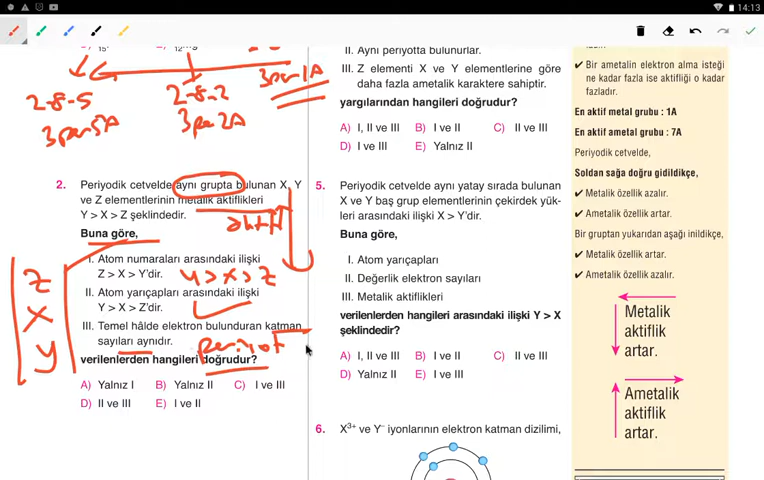 14:13
II. Aynı periyotta bulunurlar.
III. Z elementi X ve Y elementlerine göre
daha fazla ametalik karaktere sahiptir.
yargılarından hangileri doğrudur?
A) I, II ve III B) I ve II C) II ve III
D) I ve III E) Yalnız II
2-8-5
3per5A
2-8-2
3per2A
3per1A
2. Periyodik cetvelde aynı grupta bulunan X, Y
ve Z elementlerinin metalik aktiflikleri
Y > X > Z şeklindedir.
Buna göre,
I. Atom numaraları arasındaki ilişki
Z > X > Y'dir.
Y > X > Z
II. Atom yarıçapları arasındaki ilişki
Y > X > Z'dir.
III. Temel hâlde elektron bulunduran katman
sayıları aynıdır.
periyot
verilenlerden hangileri doğrudur?
A) Yalnız I B) Yalnız II C) I ve III
D) II ve III E) I ve II
Z
X
Y
5. Periyodik cetvelde aynı yatay sırada bulunan
X ve Y baş grup elementlerinin çekirdek yük-
leri arasındaki ilişki X > Y'dir.
Buna göre,
I. Atom yarıçapları
II. Değerlik elektron sayıları
III. Metalik aktiflikleri
verilenlerden hangileri arasındaki ilişki Y > X
şeklindedir?
A) I, II ve III B) I ve II C) II ve III
D) Yalnız II E) I ve III
6. X3+ ve Y– iyonlarının elektron katman dizilimi,
✔ Bir ametalin elektron alma isteği
ne kadar fazla ise aktifliği o kadar
fazladır.
En aktif metal grubu : 1A
En aktif ametal grubu : 7A
Periyodik cetvelde,
Soldan sağa doğru gidildikçe,
✔ Metalik özellik azalır.
✔ Ametalik özellik artar.
Bir gruptan yukarıdan aşağı inildikçe,
✔ Metalik özellik artar.
✔ Ametalik özellik azalır.
Metalik
aktiflik
artar.
Ametalik
aktiflik
artar.